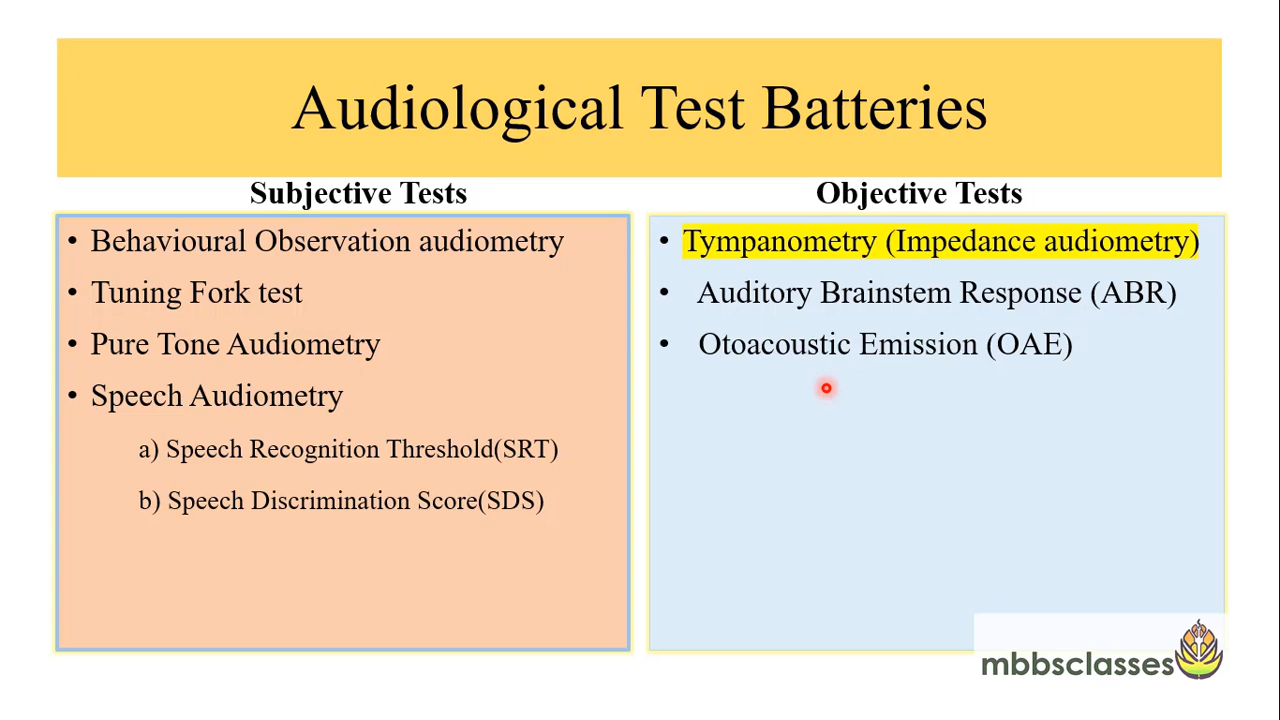 Audiological Test Batteries
Subjective Tests
• Behavioural Observation audiometry
• Tuning Fork test
• Pure Tone Audiometry
• Speech Audiometry
a) Speech Recognition Threshold(SRT)
b) Speech Discrimination Score(SDS)
Objective Tests
• Tympanometry (Impedance audiometry)
• Auditory Brainstem Response (ABR)
• Otoacoustic Emission (OAE)
mbbsclasses